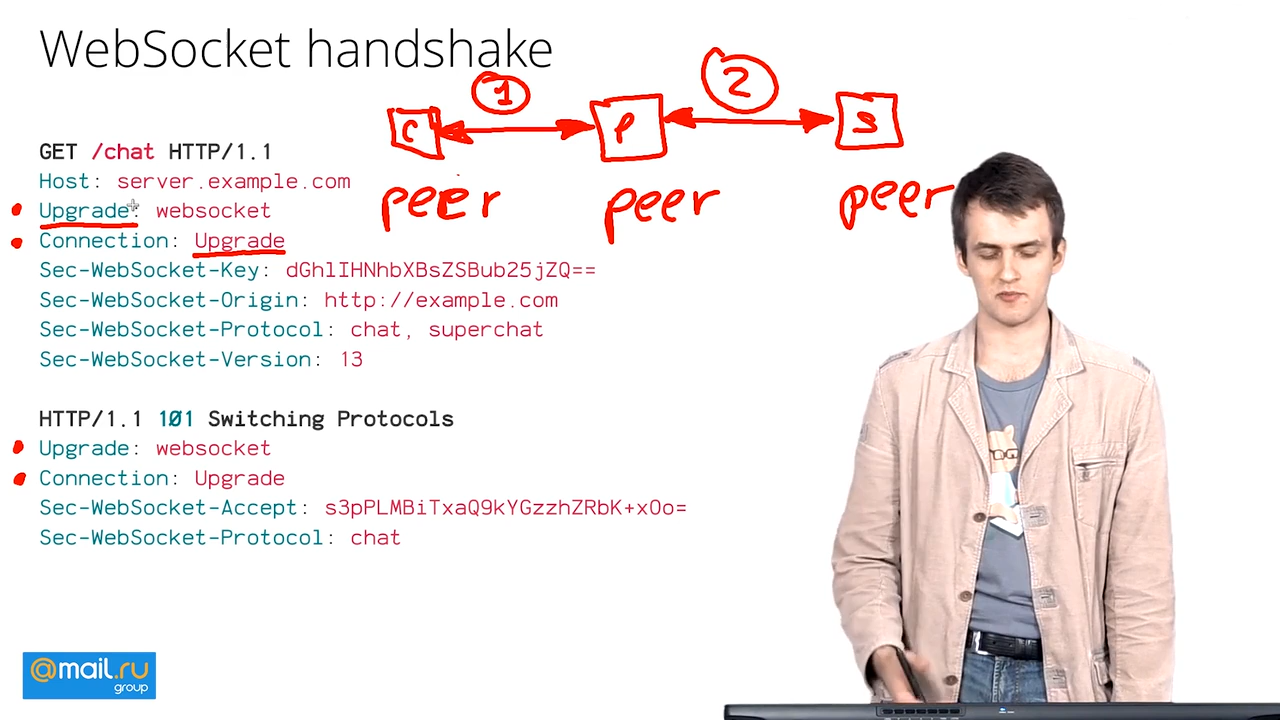 WebSocket handshake
1
2
C
P
S
peer
peer
peer
GET /chat HTTP/1.1
Host: server.example.com
Upgrade: websocket
Connection: Upgrade
Sec-WebSocket-Key: dGhlIHNhbXBsZSBub25jZQ==
Sec-WebSocket-Origin: http://example.com
Sec-WebSocket-Protocol: chat, superchat
Sec-WebSocket-Version: 13
HTTP/1.1 101 Switching Protocols
Upgrade: websocket
Connection: Upgrade
Sec-WebSocket-Accept: s3pPLMBiTxaQ9kYGzzhZRbK+xOo=
Sec-WebSocket-Protocol: chat
@mail.ru
group